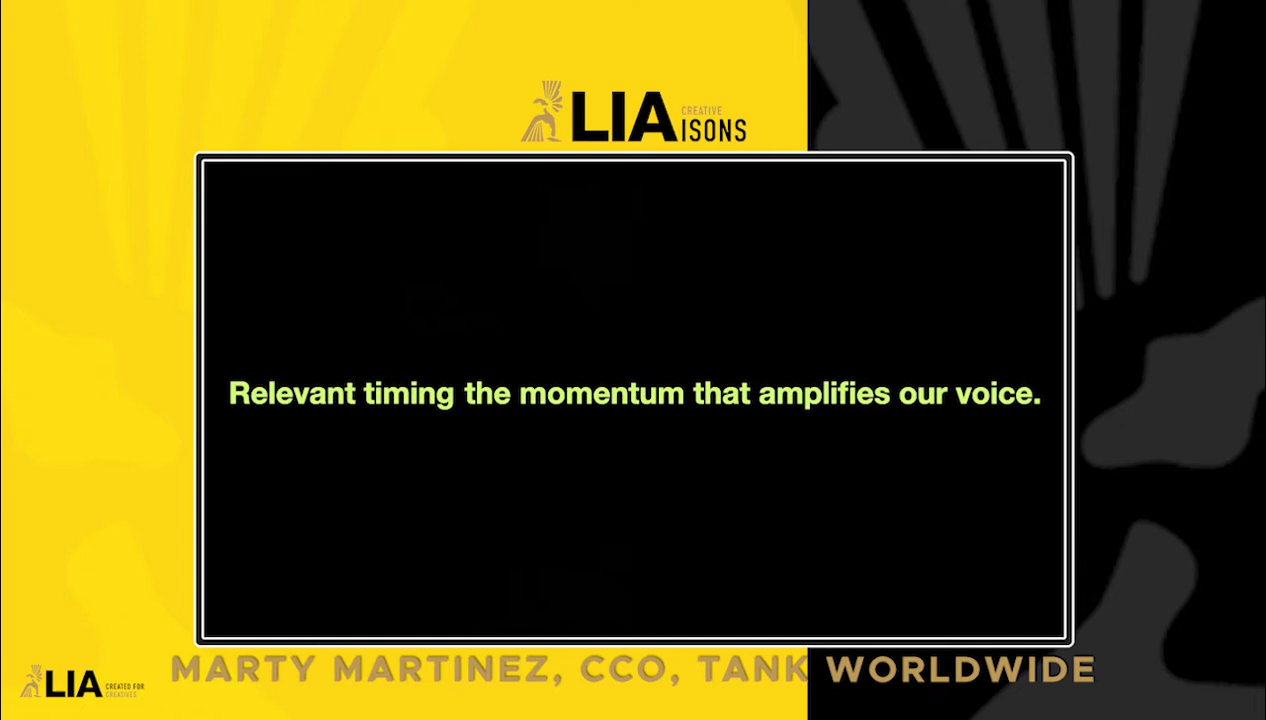 LIA CREATIVE ISONS
Relevant timing the momentum that amplifies our voice.
MARTY MARTINEZ, CCO, TANK WORLDWIDE
LIA CREATED FOR CREATIVES